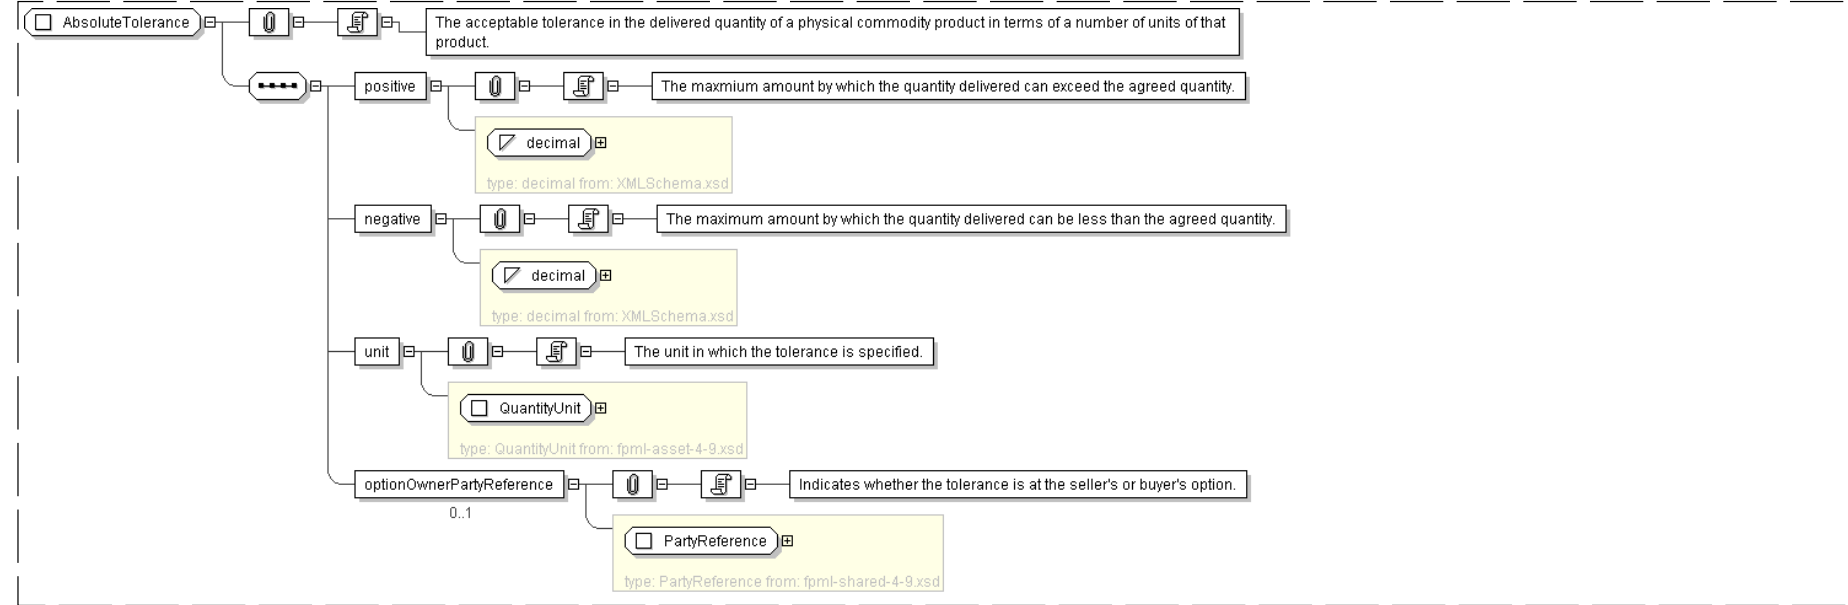 AbsoluteTolerance
The acceptable tolerance in the delivered quantity of a physical commodity product in terms of a number of units of that
product.
positive
The maxmium amount by which the quantity delivered can exceed the agreed quantity.
decimal
type: decimal from: XMLSchema.xsd
negative
The maximum amount by which the quantity delivered can be less than the agreed quantity.
decimal
type: decimal from: XMLSchema.xsd
unit
The unit in which the tolerance is specified.
QuantityUnit
type: QuantityUnit from: fpml-asset-4-9.xsd
optionOwnerPartyReference
Indicates whether the tolerance is at the seller's or buyer's option.
0..1
PartyReference
type: PartyReference from: fpml-shared-4-9.xsd